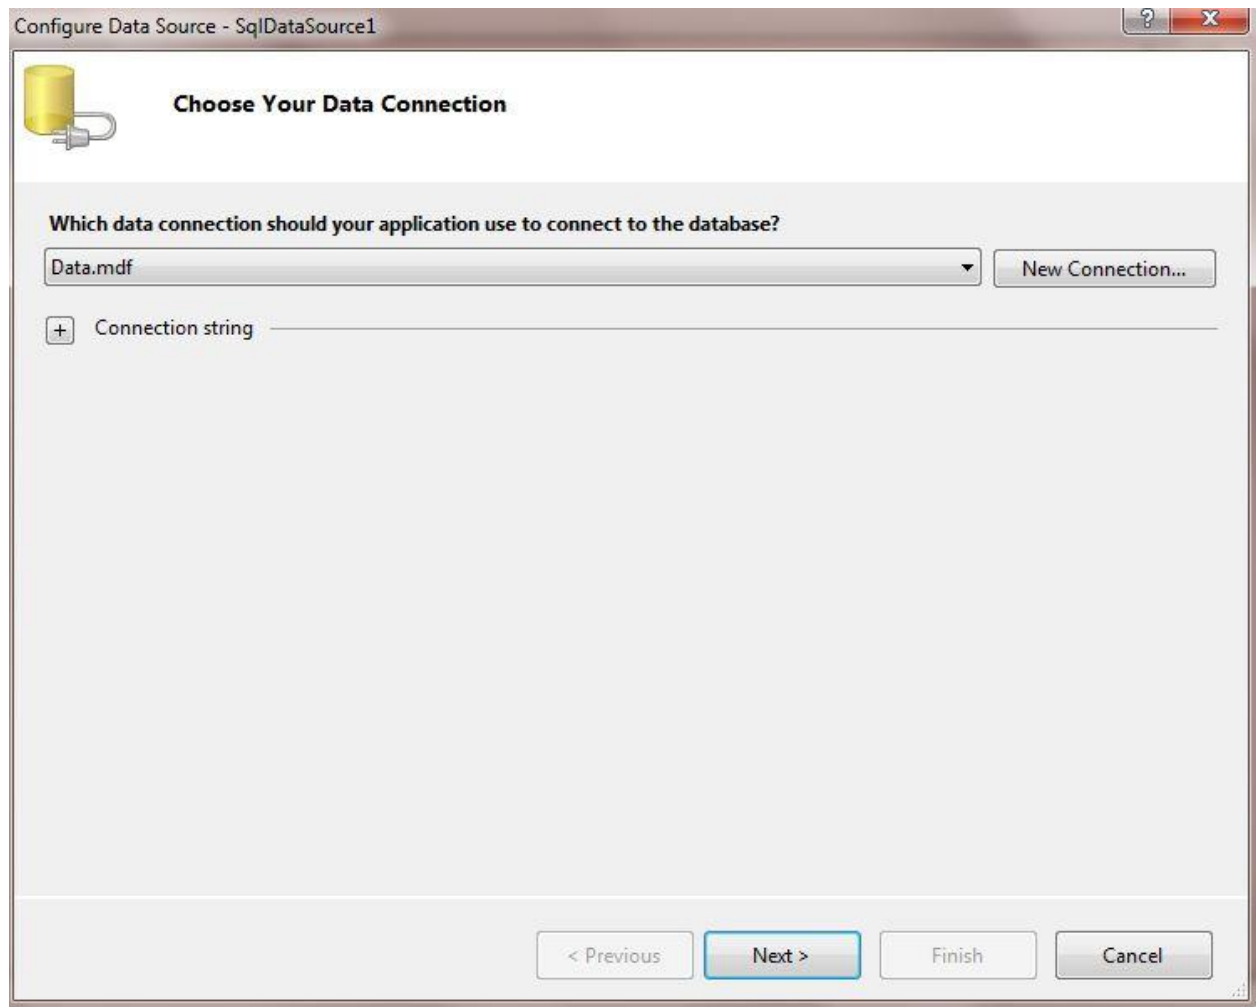 Configure Data Source - SqlDataSource1
?
X
Choose Your Data Connection
Which data connection should your application use to connect to the database?
Data.mdf
New Connection...
+ Connection string
< Previous
Next >
Finish
Cancel